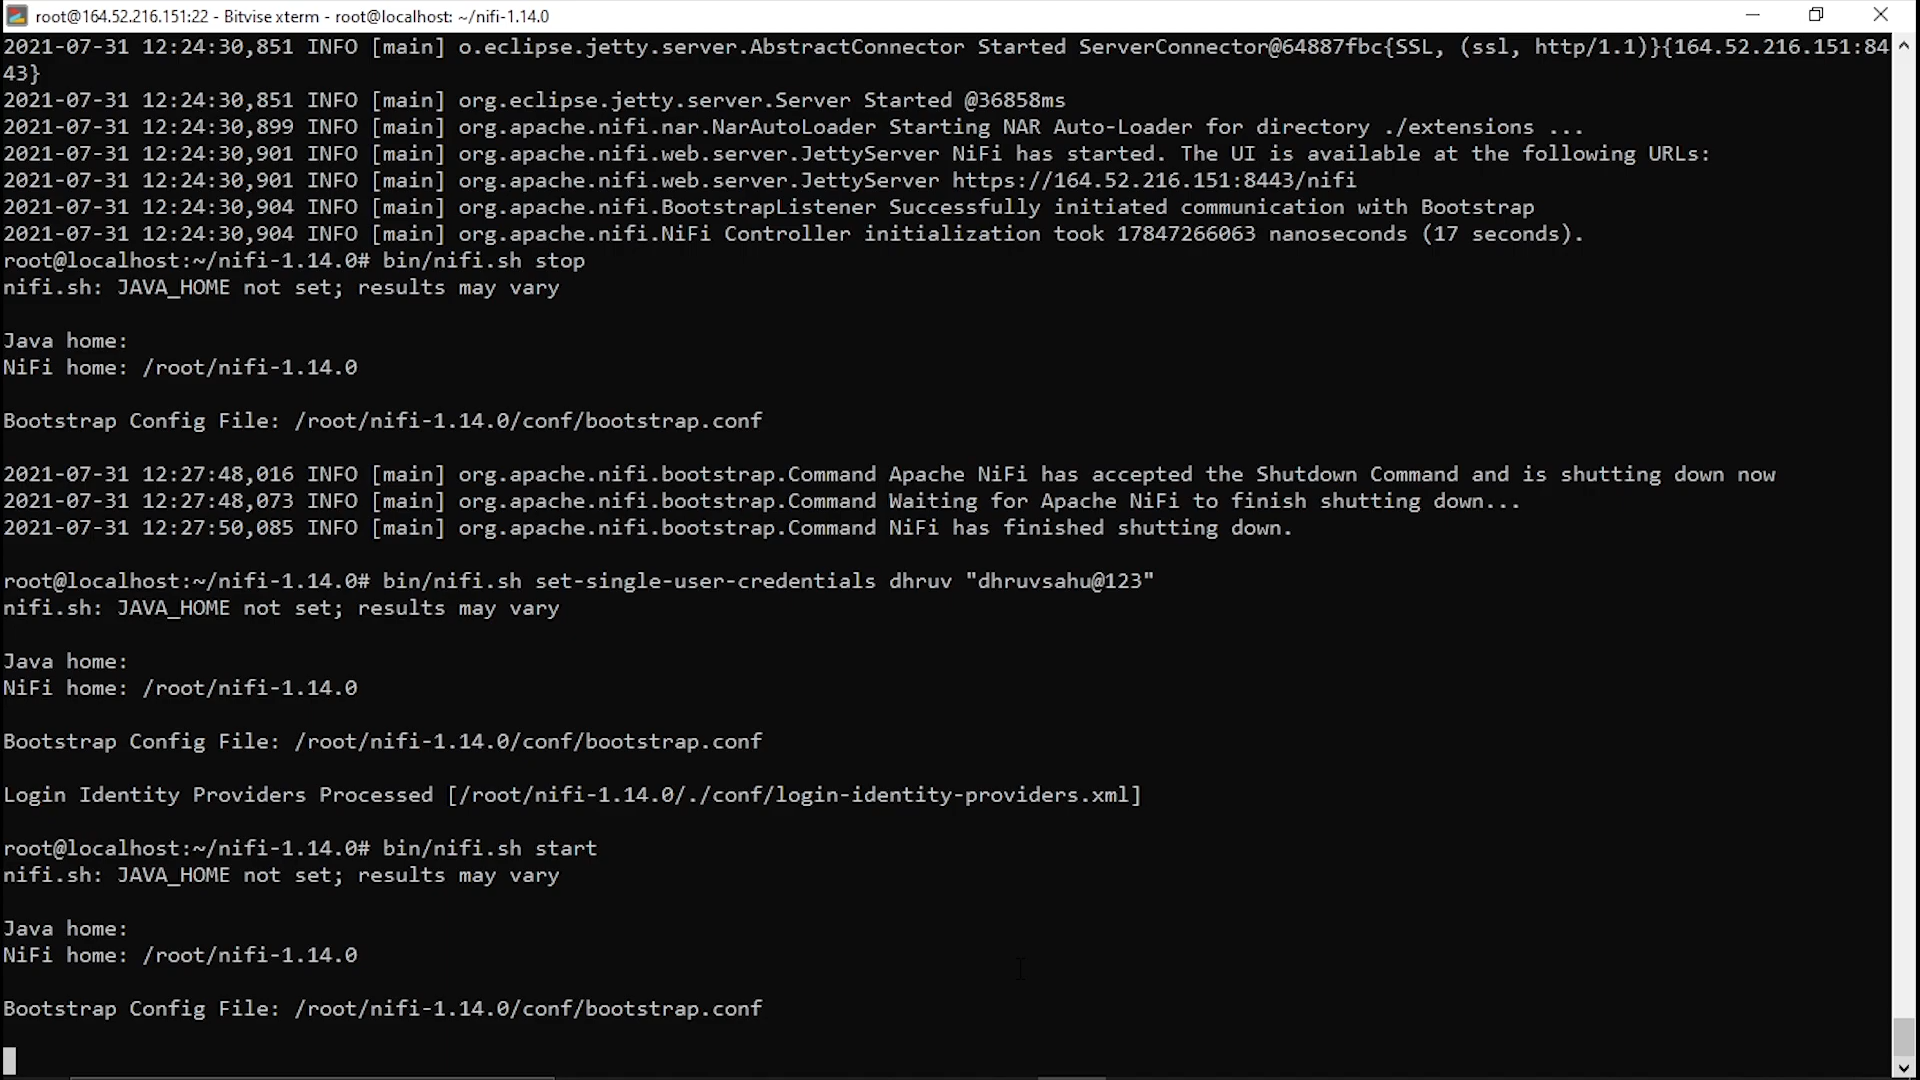 root@164.52.216.151:22 - Bitvise xterm - root@localhost: ~/nifi-1.14.0
2021-07-31 12:24:30,851 INFO [main] o.eclipse.jetty.server.AbstractConnector Started ServerConnector@64887fbc{SSL, (ssl, http/1.1)}{164.52.216.151:84
43}
2021-07-31 12:24:30,851 INFO [main] org.eclipse.jetty.server.Server Started @36858ms
2021-07-31 12:24:30,899 INFO [main] org.apache.nifi.nar.NarAutoLoader Starting NAR Auto-Loader for directory ./extensions ...
2021-07-31 12:24:30,901 INFO [main] org.apache.nifi.web.server.JettyServer NiFi has started. The UI is available at the following URLs:
2021-07-31 12:24:30,901 INFO [main] org.apache.nifi.web.server.JettyServer https://164.52.216.151:8443/nifi
2021-07-31 12:24:30,904 INFO [main] org.apache.nifi.BootstrapListener Successfully initiated communication with Bootstrap
2021-07-31 12:24:30,904 INFO [main] org.apache.nifi.NiFi Controller initialization took 17847266063 nanoseconds (17 seconds).
root@localhost:~/nifi-1.14.0# bin/nifi.sh stop
nifi.sh: JAVA_HOME not set; results may vary
Java home:
NiFi home: /root/nifi-1.14.0
Bootstrap Config File: /root/nifi-1.14.0/conf/bootstrap.conf
2021-07-31 12:27:48,016 INFO [main] org.apache.nifi.bootstrap.Command Apache NiFi has accepted the Shutdown Command and is shutting down now
2021-07-31 12:27:48,073 INFO [main] org.apache.nifi.bootstrap.Command Waiting for Apache NiFi to finish shutting down...
2021-07-31 12:27:50,085 INFO [main] org.apache.nifi.bootstrap.Command NiFi has finished shutting down.
root@localhost:~/nifi-1.14.0# bin/nifi.sh set-single-user-credentials dhruv "dhruvsahu@123"
nifi.sh: JAVA_HOME not set; results may vary
Java home:
NiFi home: /root/nifi-1.14.0
Bootstrap Config File: /root/nifi-1.14.0/conf/bootstrap.conf
Login Identity Providers Processed [/root/nifi-1.14.0/./conf/login-identity-providers.xml]
root@localhost:~/nifi-1.14.0# bin/nifi.sh start
nifi.sh: JAVA_HOME not set; results may vary
Java home:
NiFi home: /root/nifi-1.14.0
Bootstrap Config File: /root/nifi-1.14.0/conf/bootstrap.conf